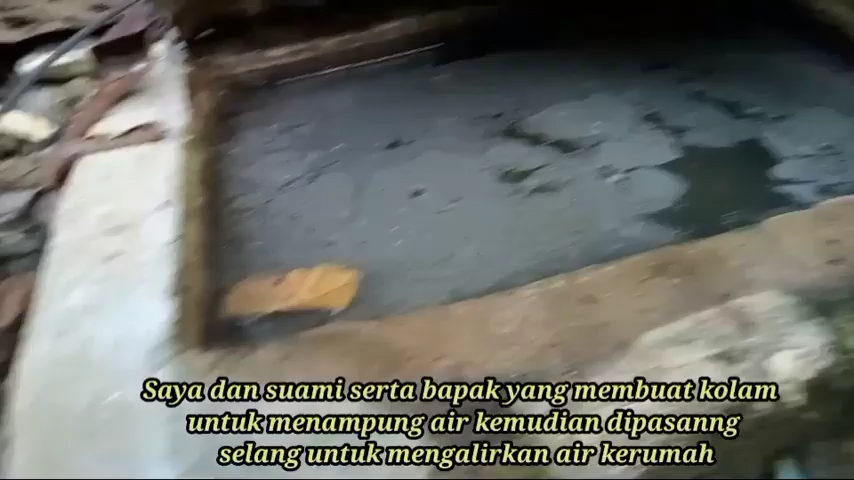 Saya dan suami serta bapak yang membuat kolam
untuk menampung air kemudian dipasanng
selang untuk mengalirkan air kerumah